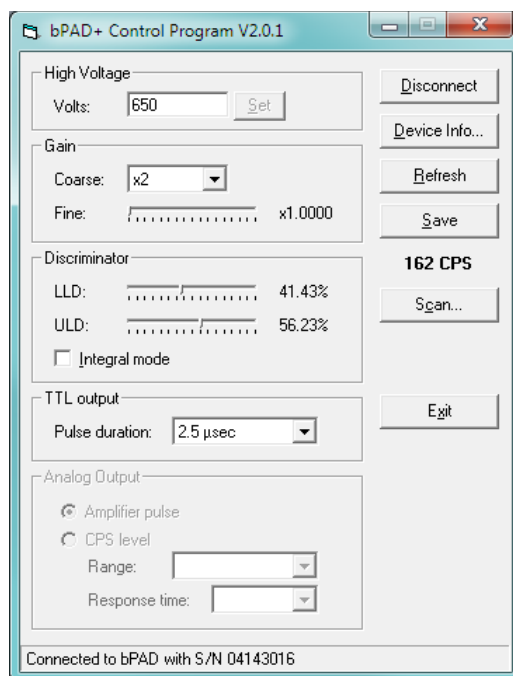 bPAD+ Control Program V2.0.1
High Voltage
Volts: 650 Set
Gain
Coarse: x2
Fine: x1.0000
Discriminator
LLD: 41.43%
ULD: 56.23%
Integral mode
TTL output
Pulse duration: 2.5 µsec
Analog Output
Amplifier pulse
CPS level
Range:
Response time:
Disconnect
Device Info...
Refresh
Save
162 CPS
Scan...
Exit
Connected to bPAD with S/N 04143016